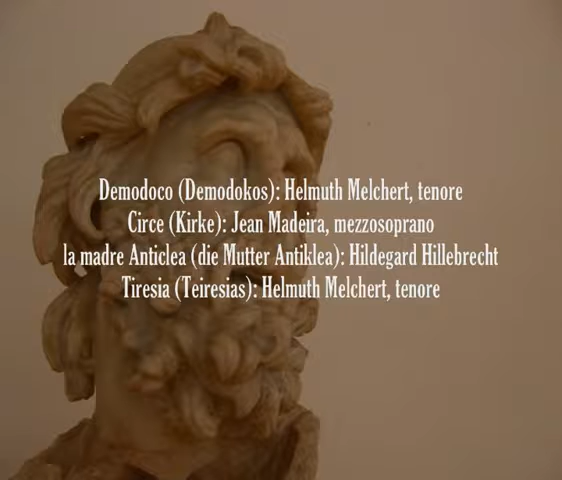 Demodoco (Demodokos): Helmuth Melchert, tenore
Circe (Kirke): Jean Madeira, mezzosoprano
la madre Anticlea (die Mutter Antiklea): Hildegard Hillebrecht
Tiresia (Teiresias): Helmuth Melchert, tenore